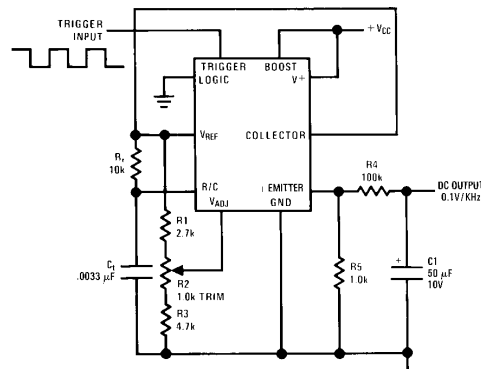 TRIGGER
INPUT
+VCC
TRIGGER
LOGIC
BOOST
V+
VREF
COLLECTOR
Rt
10k
R/C
VADJ
EMITTER
GND
R4
100k
DC OUTPUT
0.1V/KHz
R1
2.7k
Ct
.0033 µF
R2
1.0k TRIM
R3
4.7k
R5
1.0k
+
C1
50 µF
10V